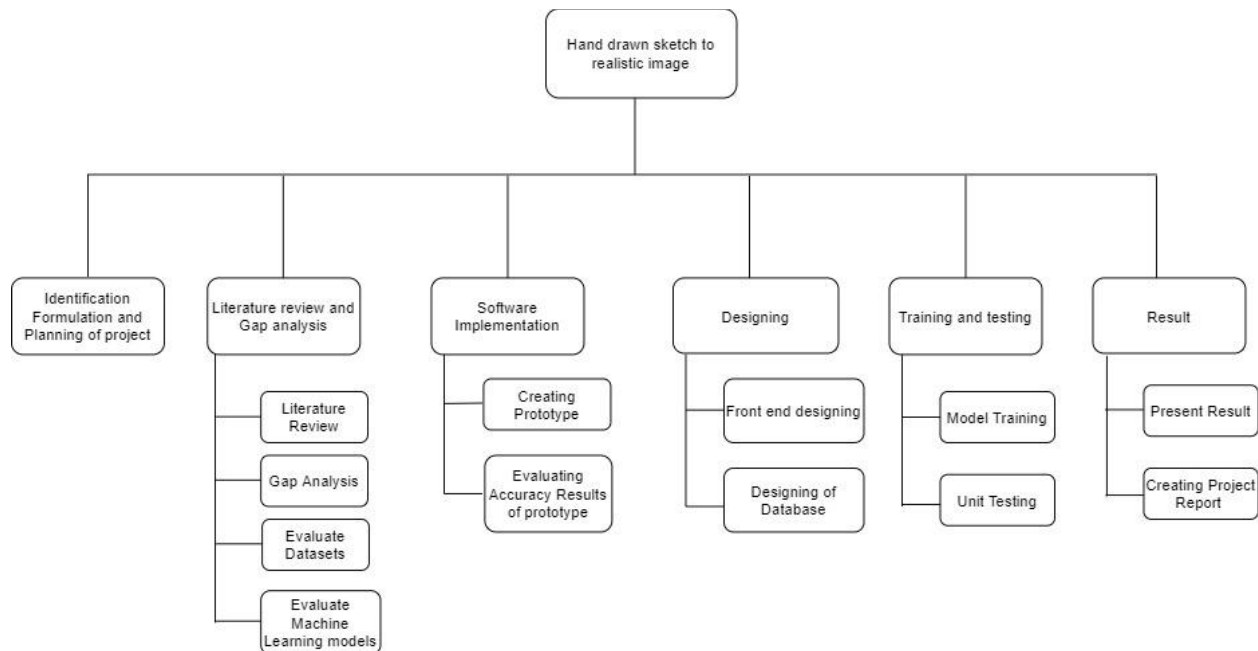 Hand drawn sketch to
realistic image
Identification
Formulation and
Planning of project
Literature review and
Gap analysis
Software
Implementation
Designing
Training and testing
Result
Literature
Review
Gap Analysis
Evaluate
Datasets
Evaluate
Machine
Learning models
Creating
Prototype
Evaluating
Accuracy Results
of prototype
Front end designing
Designing of
Database
Model Training
Unit Testing
Present Result
Creating Project
Report